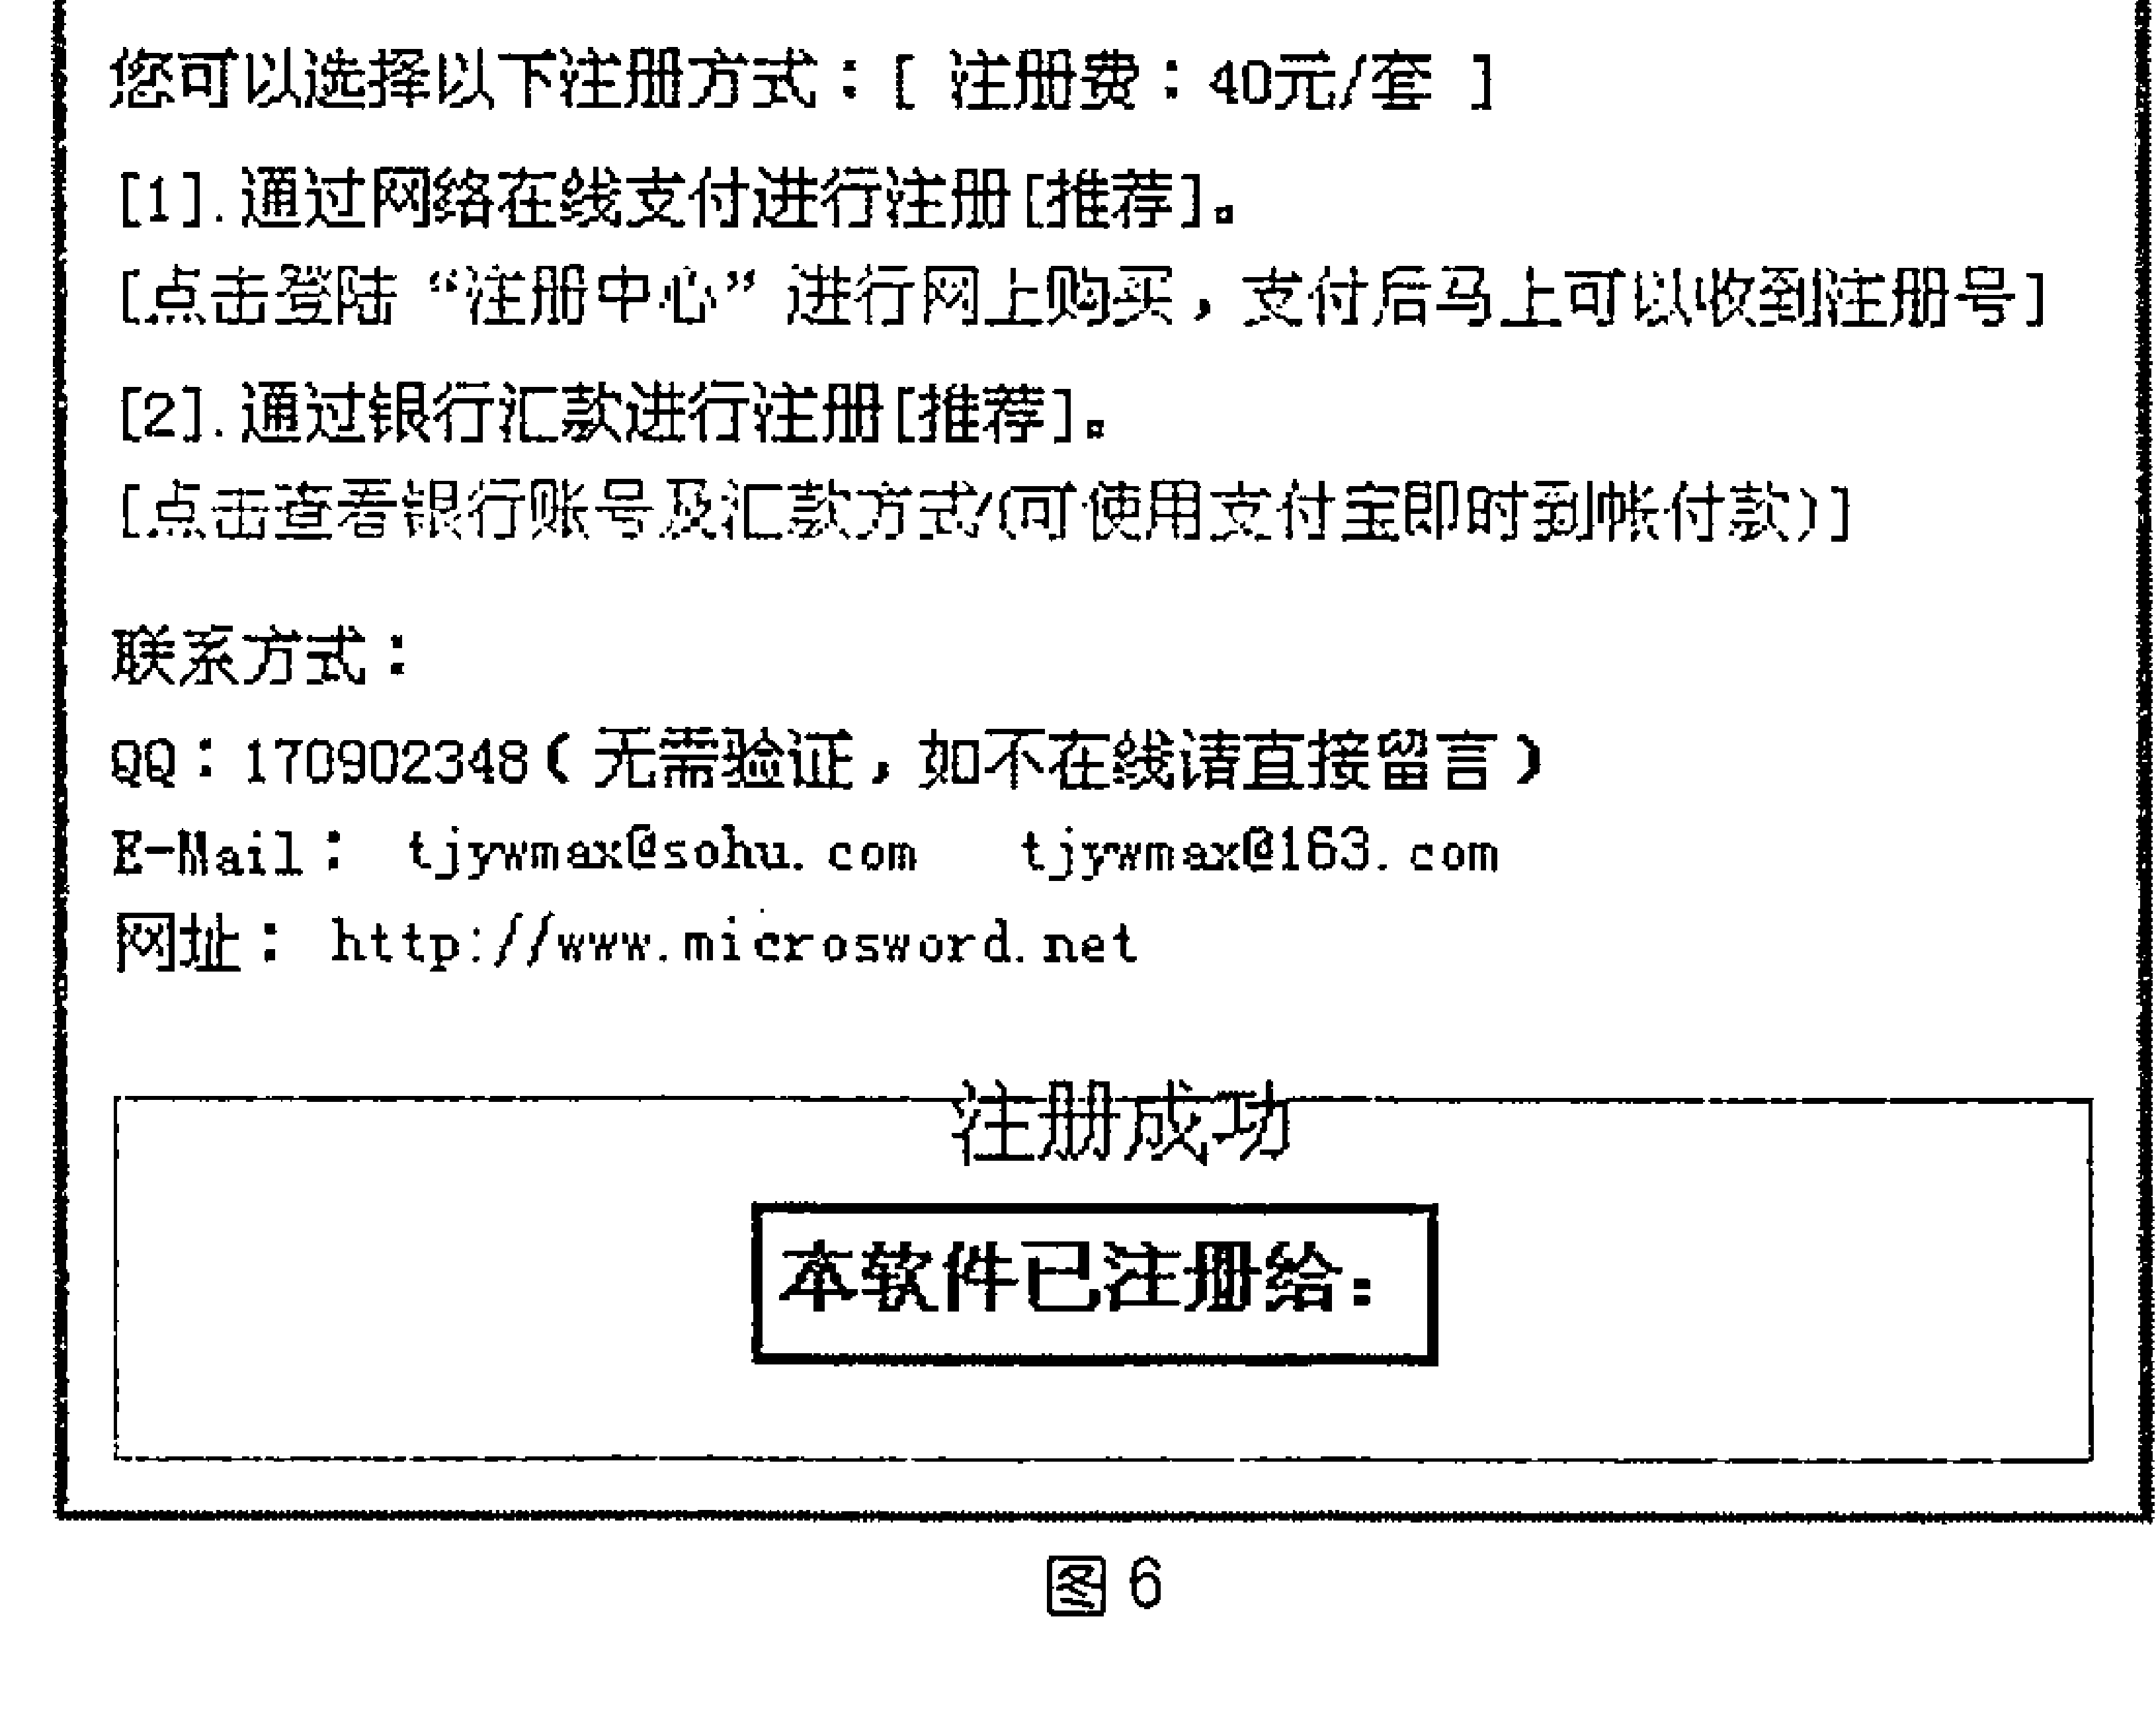 您可以选择以下注册方式：[ 注册费：40元/套 ]
[1].通过网络在线支付进行注册[推荐]。
[点击登陆“注册中心”进行网上购买，支付后马上可以收到注册号]
[2].通过银行汇款进行注册[推荐]。
[点击查看银行账号及汇款方式/(可使用支付宝即时到帐付款)]
联系方式：
QQ：170902348（无需验证，如不在线请直接留言）
E-Mail： tjywmax@sohu.com tjywmax@163.com
网址： http://www.microsword.net
注册成功
本软件已注册给：
图 6